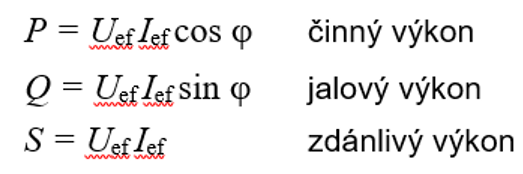 P = UefIef cos φ činný výkon
Q = UefIef sin φ jalový výkon
S = UefIef zdánlivý výkon